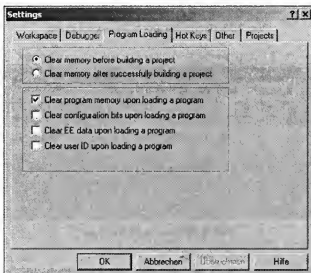 Settings
Workspace Debugger Program Loading Hot Keys Other Projects
Clear memory before building a project
Clear memory after successfully building a project
Clear program memory upon loading a program
Clear configuration bits upon loading a program
Clear EE data upon loading a program
Clear user ID upon loading a program
OK Abbrechen Übernehmen Hilfe